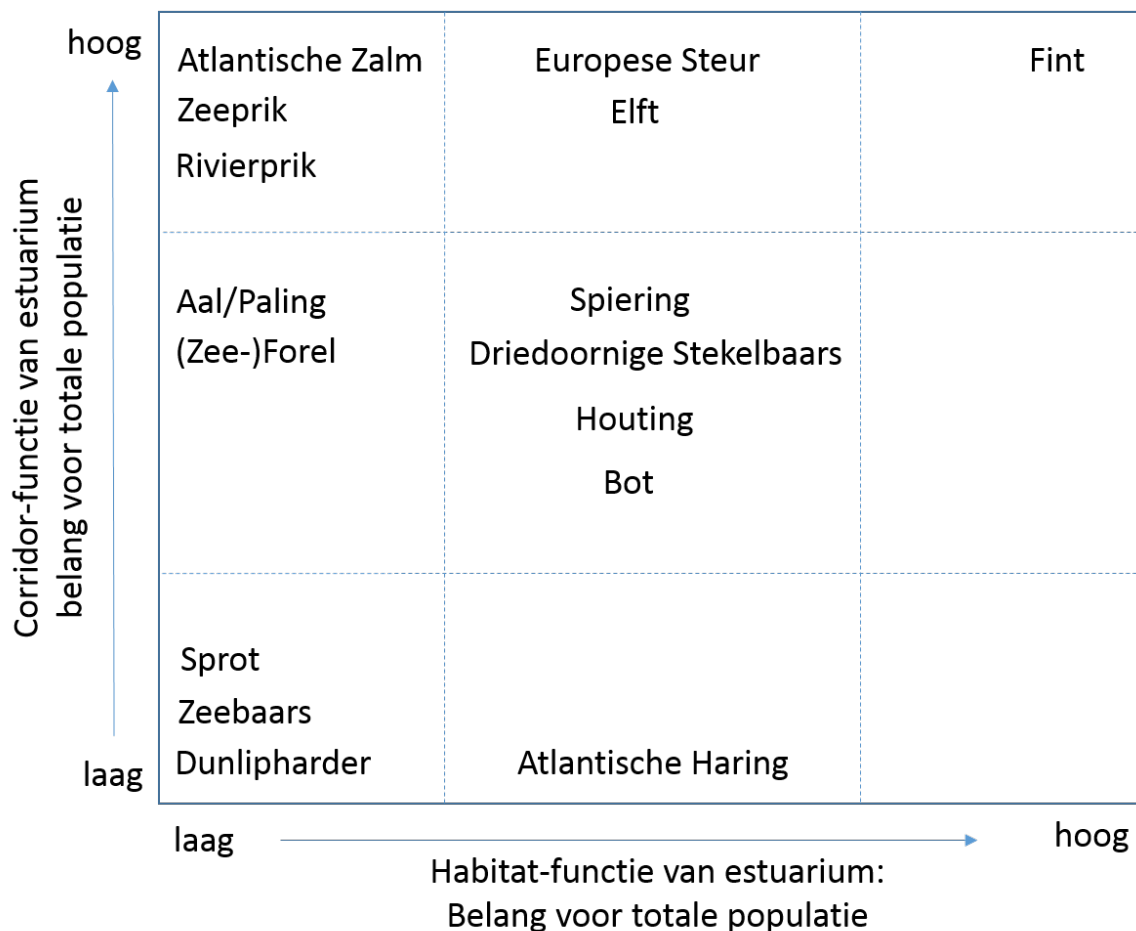 hoog
Atlantische Zalm
Europese Steur
Fint
Zeeprik
Elft
Rivierprik
Corridor-functie van estuarium
belang voor totale populatie
Aal/Paling
Spiering
(Zee-)Forel
Driedoornige Stekelbaars
Houting
Bot
Sprot
Zeebaars
Dunlipharder
Atlantische Haring
laag
laag
hoog
Habitat-functie van estuarium:
Belang voor totale populatie